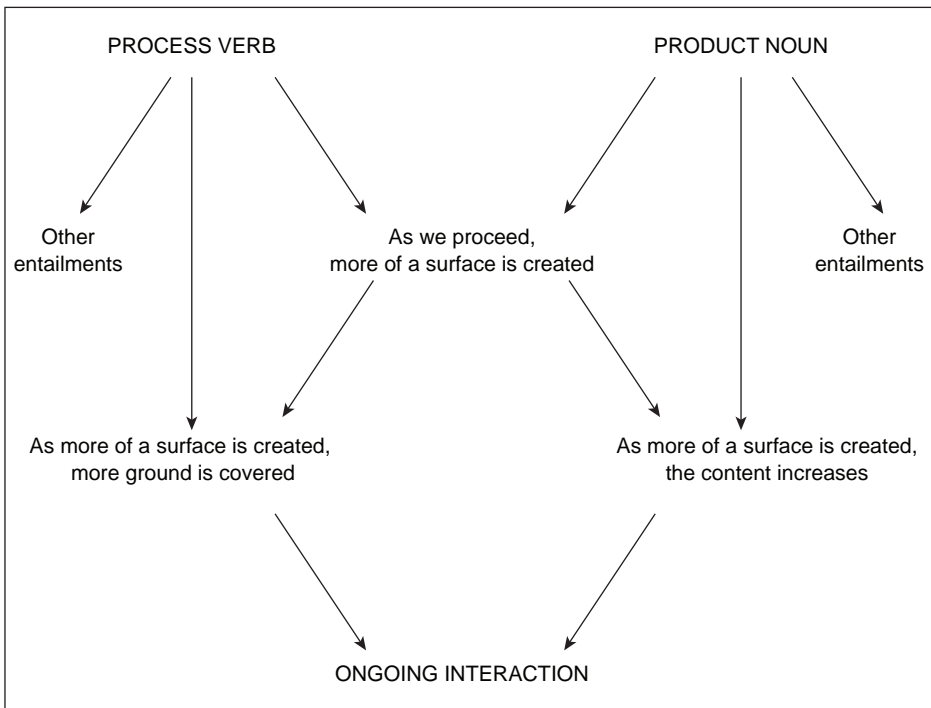 PROCESS VERB
PRODUCT NOUN
Other
entailments
As we proceed,
more of a surface is created
Other
entailments
As more of a surface is created,
more ground is covered
As more of a surface is created,
the content increases
ONGOING INTERACTION